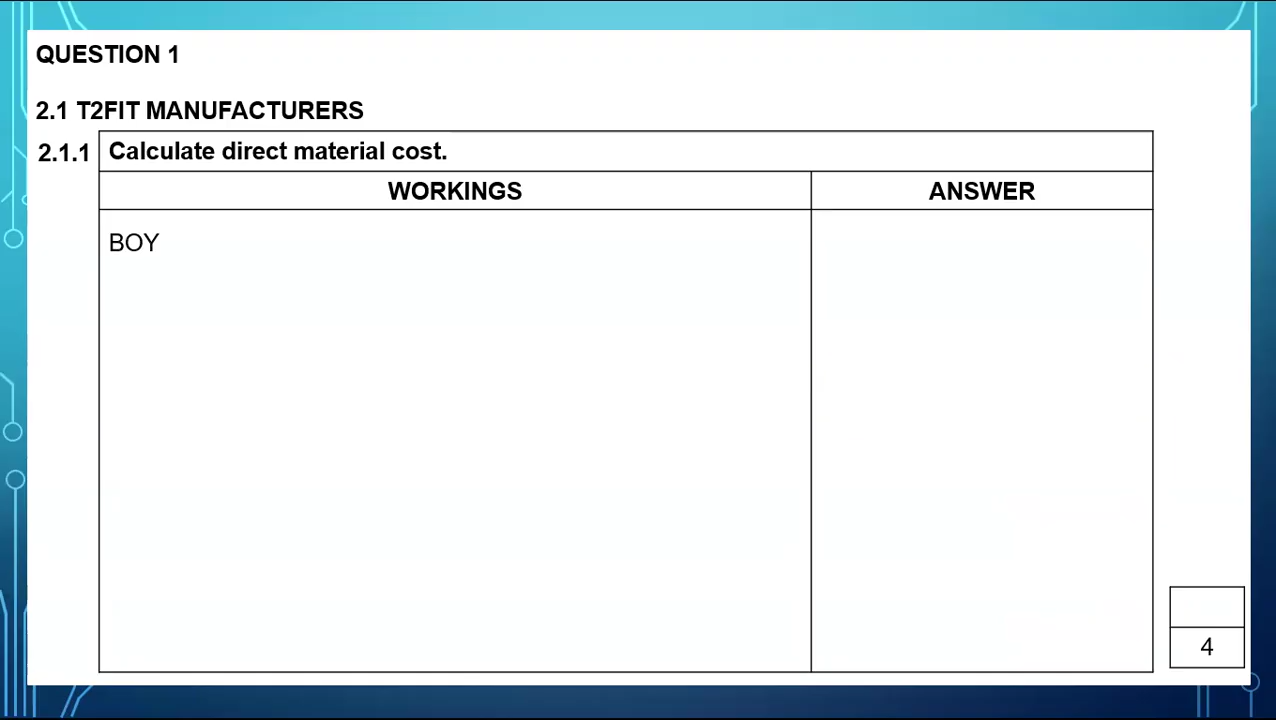 QUESTION 1
2.1 T2FIT MANUFACTURERS
2.1.1 Calculate direct material cost.
WORKINGS ANSWER
BOY
4